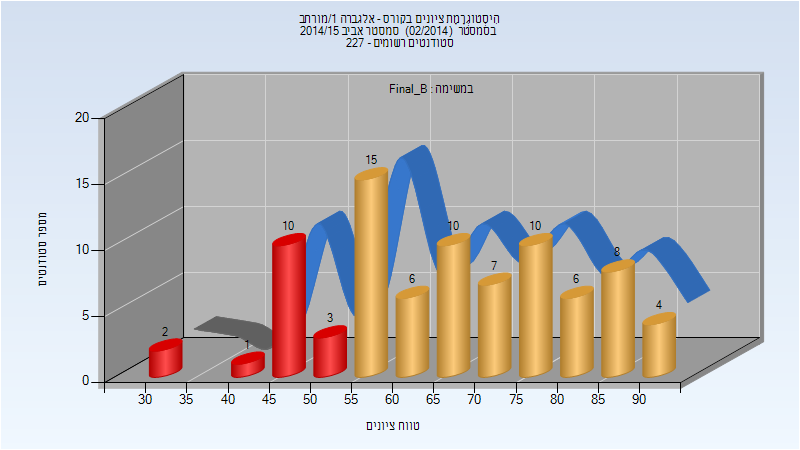 היסטוגרמת ציונים בקורס - אלגברה 1/מורחב
בסמסטר (02/2014) סמסטר אביב 2014/15
סטודנטים רשומים - 227
במשימה : Final_B
מספר סטודנטים
20
15
10
5
0
2
1
10
3
15
6
10
7
10
6
8
4
30 35 40 45 50 55 60 65 70 75 80 85 90
טווח ציונים